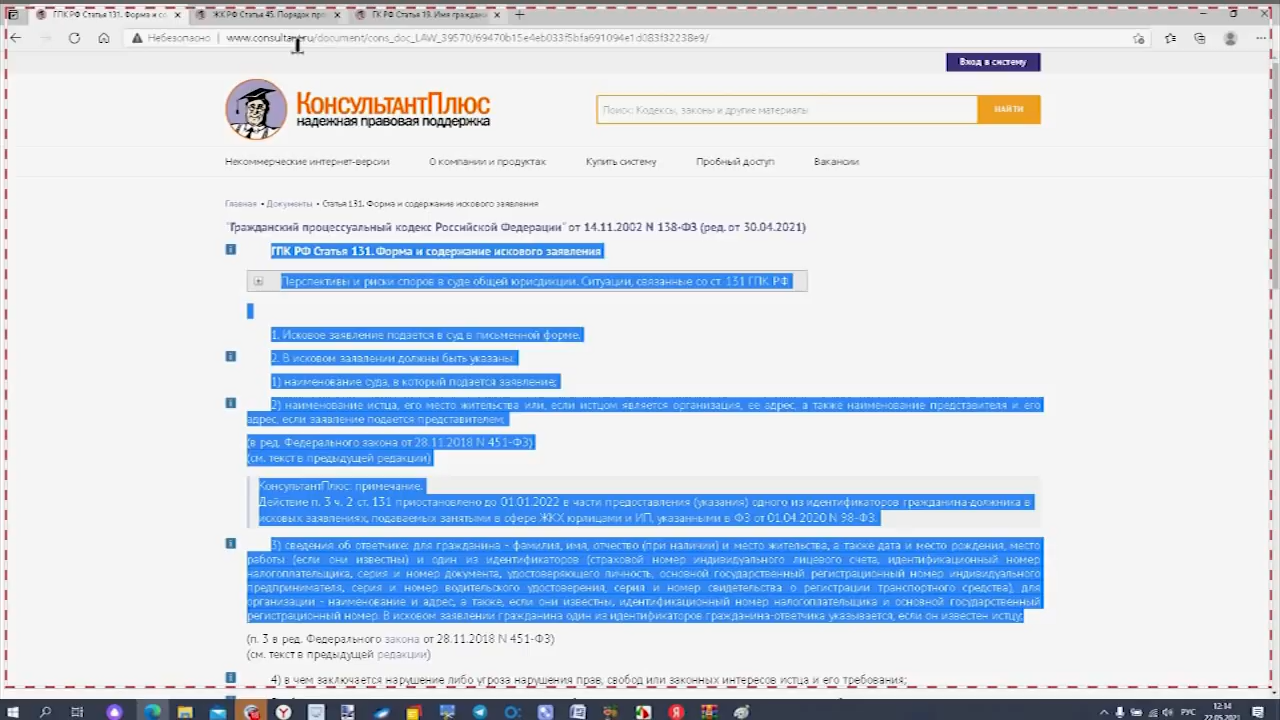 ГПК РФ Статья 131. Форма и со
ЖК РФ Статья 45. Порядок про
ГК РФ Статья 19. Имя граждан
Небезопасно | www.consultant.ru/document/cons_doc_LAW_39570/69470b15e4eb033f5bfa691094e1d083f32238e9/
Вход в систему
КонсультантПлюс
надежная правовая поддержка
Поиск: Кодексы, законы и другие материалы
НАЙТИ
Некоммерческие интернет-версии О компании и продуктах Купить систему Пробный доступ Вакансии
Главная • Документы • Статья 131. Форма и содержание искового заявления
"Гражданский процессуальный кодекс Российской Федерации" от 14.11.2002 N 138-ФЗ (ред. от 30.04.2021)
ГПК РФ Статья 131. Форма и содержание искового заявления
Перспективы и риски споров в суде общей юрисдикции. Ситуации, связанные со ст. 131 ГПК РФ
1. Исковое заявление подается в суд в письменной форме.
2. В исковом заявлении должны быть указаны:
1) наименование суда, в который подается заявление;
2) наименование истца, его место жительства или, если истцом является организация, ее адрес, а также наименование представителя и его
адрес, если заявление подается представителем;
(в ред. Федерального закона от 28.11.2018 N 451-ФЗ)
(см. текст в предыдущей редакции)
КонсультантПлюс: примечание.
Действие п. 3 ч. 2 ст. 131 приостановлено до 01.01.2022 в части предоставления (указания) одного из идентификаторов гражданина-должника в
исковых заявлениях, подаваемых занятыми в сфере ЖКХ юрлицами и ИП, указанными в ФЗ от 01.04.2020 N 98-ФЗ.
3) сведения об ответчике: для гражданина - фамилия, имя, отчество (при наличии) и место жительства, а также дата и место рождения, место
работы (если они известны) и один из идентификаторов (страховой номер индивидуального лицевого счета, идентификационный номер
налогоплательщика, серия и номер документа, удостоверяющего личность, основной государственный регистрационный номер индивидуального
предпринимателя, серия и номер водительского удостоверения, серия и номер свидетельства о регистрации транспортного средства), для
организации - наименование и адрес, а также, если они известны, идентификационный номер налогоплательщика и основной государственный
регистрационный номер. В исковом заявлении гражданина один из идентификаторов гражданина-ответчика указывается, если он известен истцу;
(п. 3 в ред. Федерального закона от 28.11.2018 N 451-ФЗ)
(см. текст в предыдущей редакции)
4) в чем заключается нарушение либо угроза нарушения прав, свобод или законных интересов истца и его требования;
РУС
12:14
22.05.2021